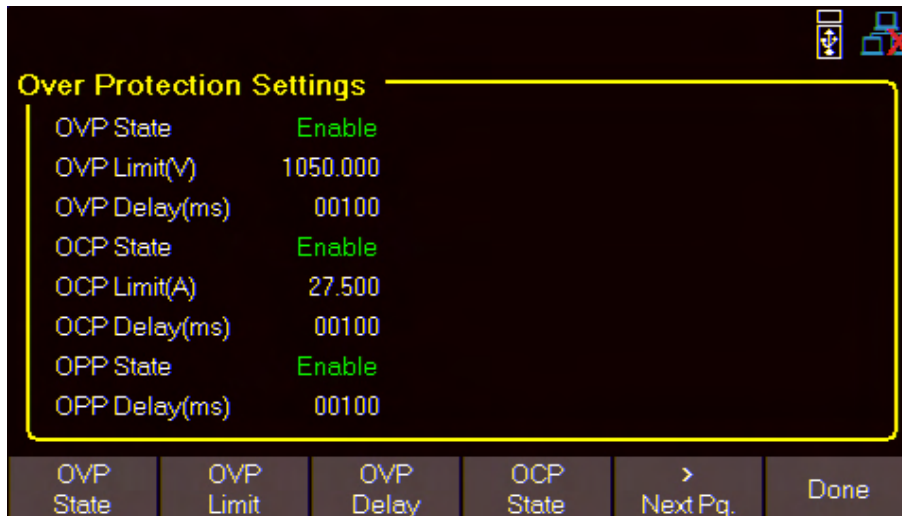 Over Protection Settings
OVP State Enable
OVP Limit(V) 1050.000
OVP Delay(ms) 00100
OCP State Enable
OCP Limit(A) 27.500
OCP Delay(ms) 00100
OPP State Enable
OPP Delay(ms) 00100
OVP State
OVP Limit
OVP Delay
OCP State
> Next Pg.
Done